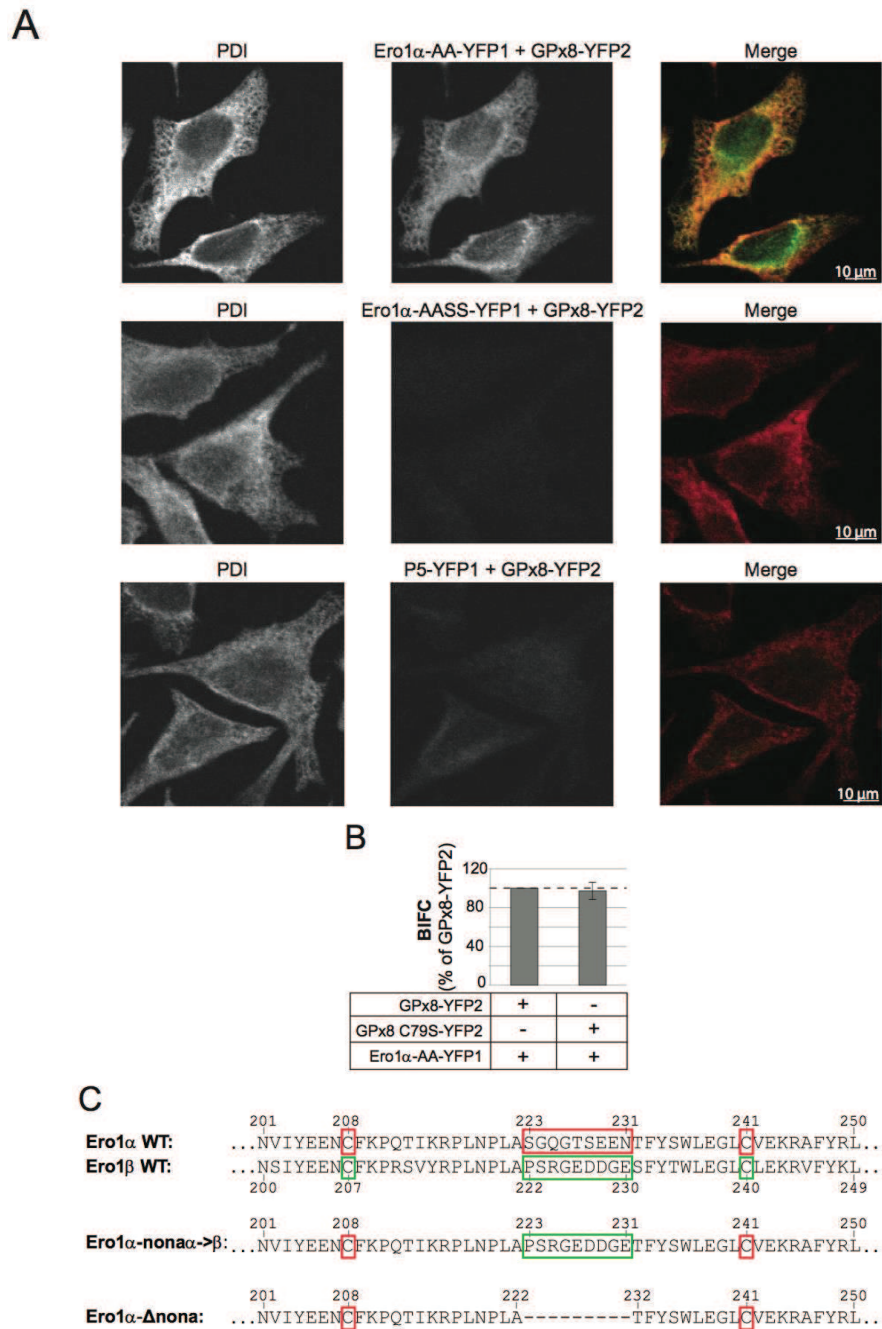 A
PDI Ero1α-AA-YFP1 + GPx8-YFP2 Merge
10 µm
PDI Ero1α-AASS-YFP1 + GPx8-YFP2 Merge
10 µm
PDI P5-YFP1 + GPx8-YFP2 Merge
10 µm
B
BIFC
(% of GPx8-YFP2)
120
80
40
0
GPx8-YFP2 + -
GPx8 C79S-YFP2 - +
Ero1α-AA-YFP1 + +
C
201 208 223 231 241 250
Ero1α WT: ...NVIYEENCFKPQTIKRPLNPLASGQGTSEENTFYSWLEGLCVEKRAFYRL...
Ero1β WT: ...NSIYEENCFKPRSVYRPLNPLAPSRGEDDGESFYTWLEGLCLEKRVFYKL...
200 207 222 230 240 249
201 208 223 231 241 250
Ero1α-nonaα->β: ...NVIYEENCFKPQTIKRPLNPLAPSRGEDDGETFYSWLEGLCVEKRAFYRL...
201 208 222 232 241 250
Ero1α-Δnona: ...NVIYEENCFKPQTIKRPLNPLA---------TFYSWLEGLCVEKRAFYRL...